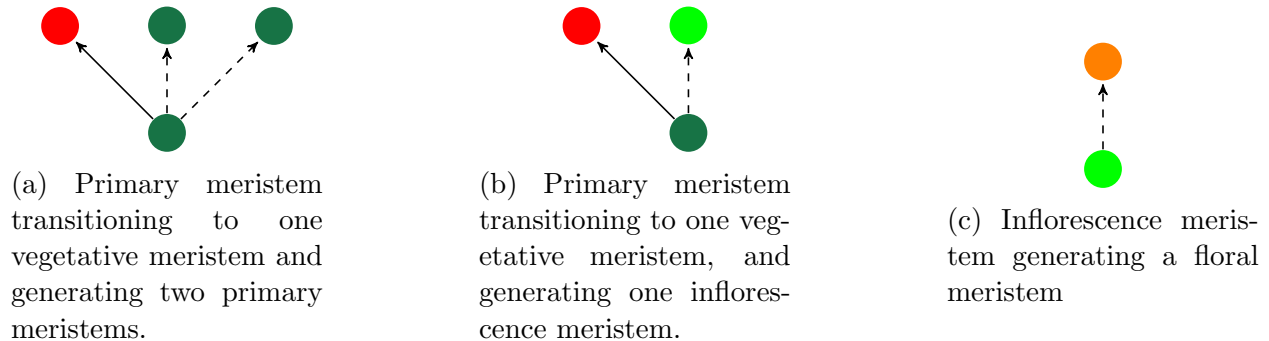 (a) Primary meristem
transitioning to one
vegetative meristem and
generating two primary
meristems.
(b) Primary meristem
transitioning to one veg-
etative meristem, and
generating one inflores-
cence meristem.
(c) Inflorescence meris-
tem generating a floral
meristem